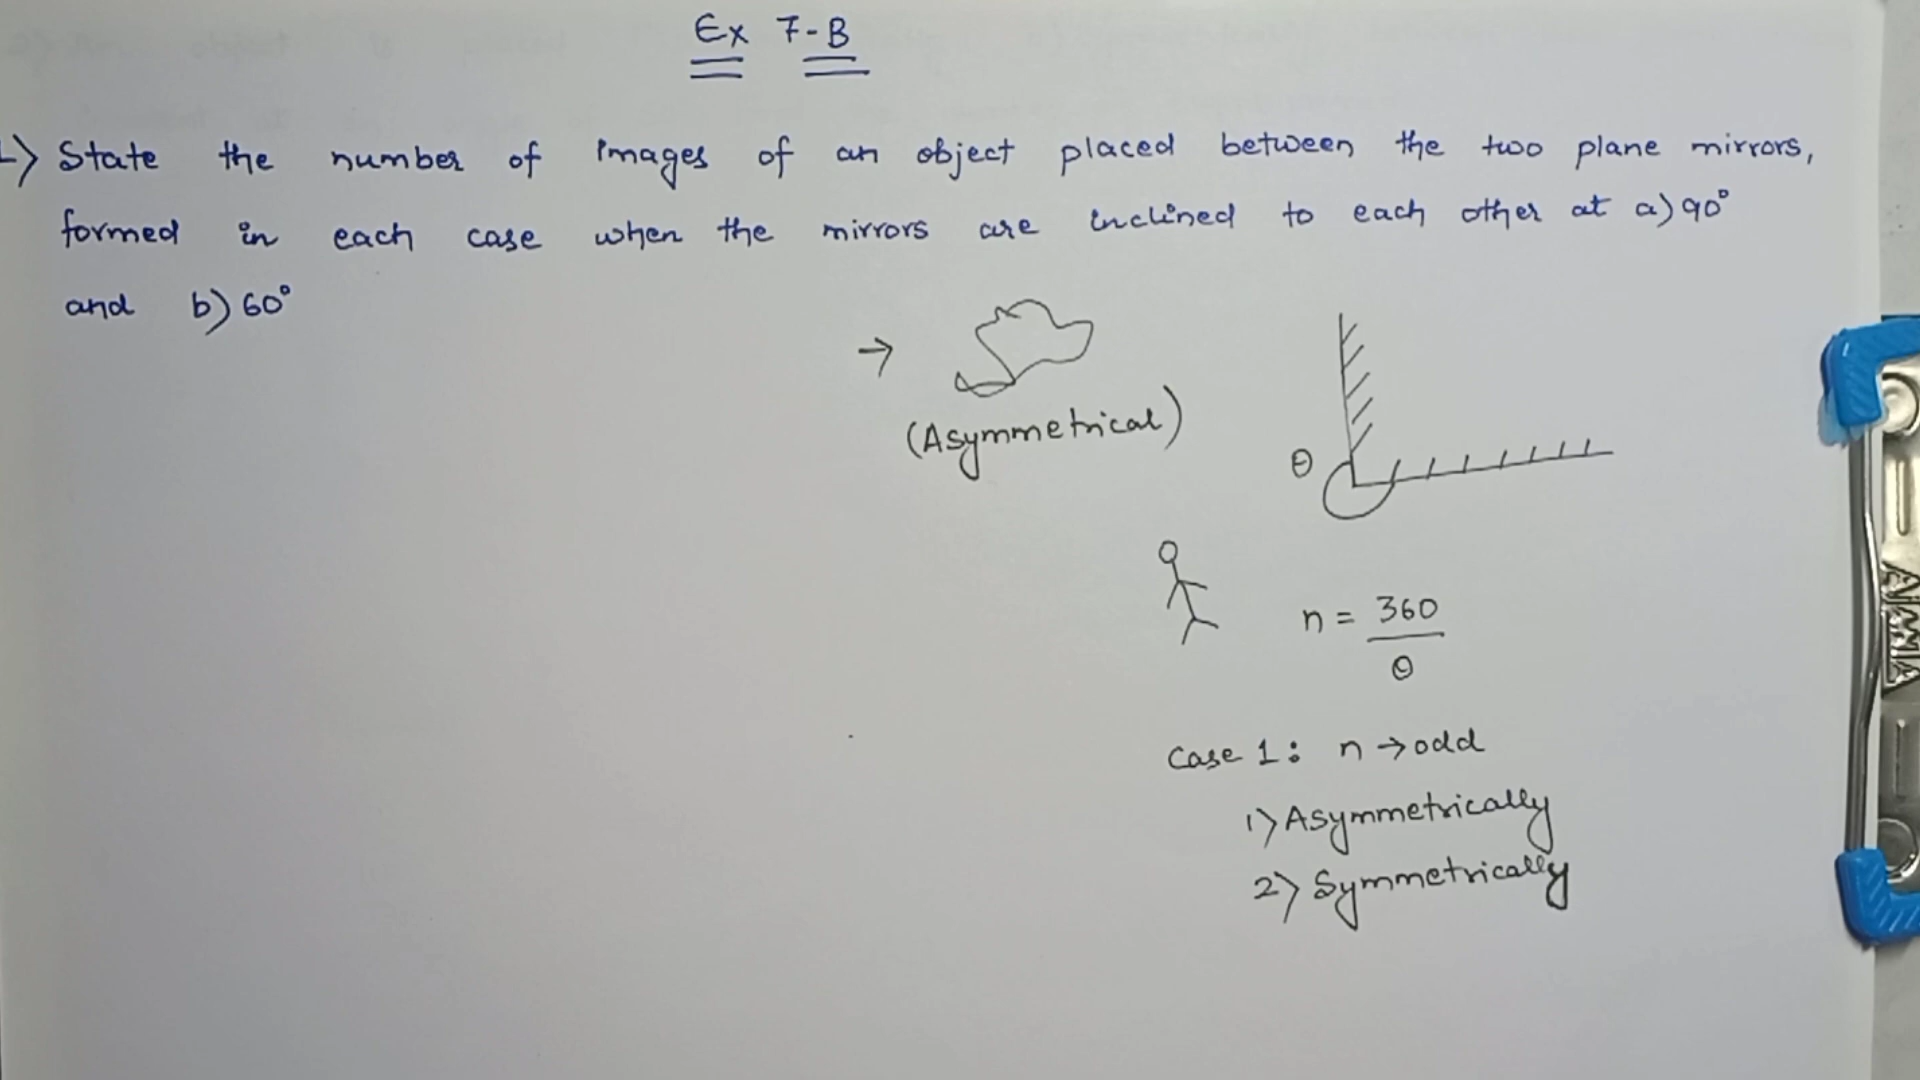 Ex 7-B
1) State the number of images of an object placed between the two plane mirrors,
formed in each case when the mirrors are inclined to each other at a) 90°
and b) 60°
→
(Asymmetrical)
θ
n = 360
θ
Case 1: n → odd
1) Asymmetrically
2) Symmetrically